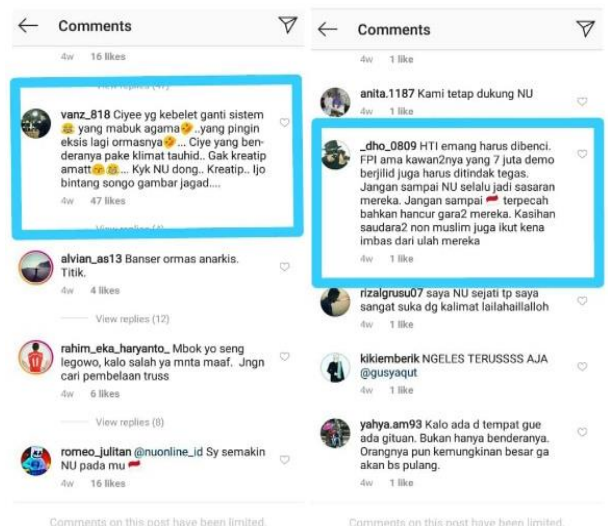 Comments
4w 16 likes
View replies (47)
vanz_818 Ciyee yg kebelet ganti sistem
😂 yang mabuk agama🤣..yang pingin
eksis lagi ormasnya🤣... Ciye yang ben-
deranya pake klimat tauhid.. Gak kreatip
amatt🤭😂... Kyk NU dong.. Kreatip.. Ijo
bintang songo gambar jagad....
4w 47 likes
View replies (4)
alvian_as13 Banser ormas anarkis.
Titik.
4w 4 likes
View replies (12)
rahim_eka_haryanto_ Mbok yo seng
legowo, kalo salah ya mnta maaf. Jngn
cari pembelaan truss
4w 6 likes
View replies (8)
romeo_julitan @nuonline_id Sy semakin
NU pada mu 🇮🇩
4w 16 likes
Comments on this post have been limited.
Comments
4w 1 like
anita.1187 Kami tetap dukung NU
4w 1 like
_dho_0809 HTI emang harus dibenci.
FPI ama kawan2nya yang 7 juta demo
berjilid juga harus ditindak tegas.
Jangan sampai NU selalu jadi sasaran
mereka. Jangan sampai 🇮🇩 terpecah
bahkan hancur gara2 mereka. Kasihan
saudara2 non muslim juga ikut kena
imbas dari ulah mereka
4w 1 like
rizalgrusu07 saya NU sejati tp saya
sangat suka dg kalimat lailahaillalloh
4w 1 like
kikiemberik NGELES TERUSSSS AJA
@gusyaqut
4w 1 like
yahya.am93 Kalo ada d tempat gue
ada gituan. Bukan hanya benderanya.
Orangnya pun kemungkinan besar ga
akan bs pulang.
4w 1 like
Comments on this post have been limited.